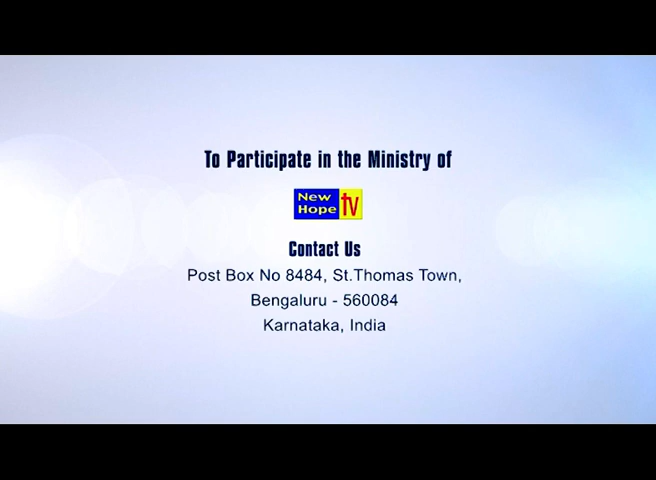 To Participate in the Ministry of
New
Hope tv
Contact Us
Post Box No 8484, St.Thomas Town,
Bengaluru - 560084
Karnataka, India